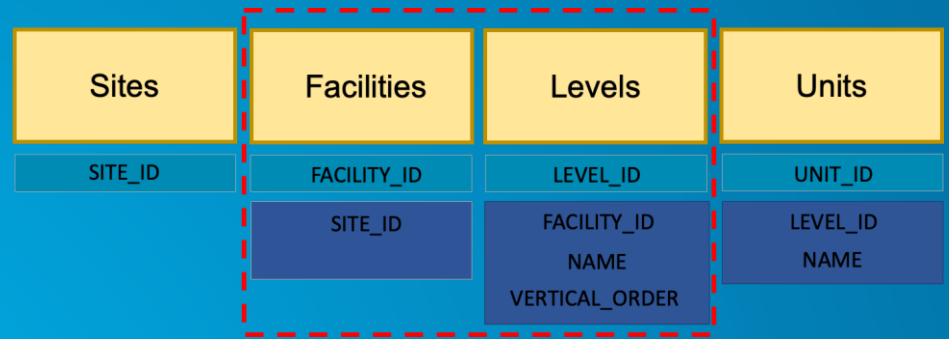 Sites
Facilities
Levels
Units
SITE_ID
FACILITY_ID
LEVEL_ID
UNIT_ID
SITE_ID
FACILITY_ID
NAME
VERTICAL_ORDER
LEVEL_ID
NAME